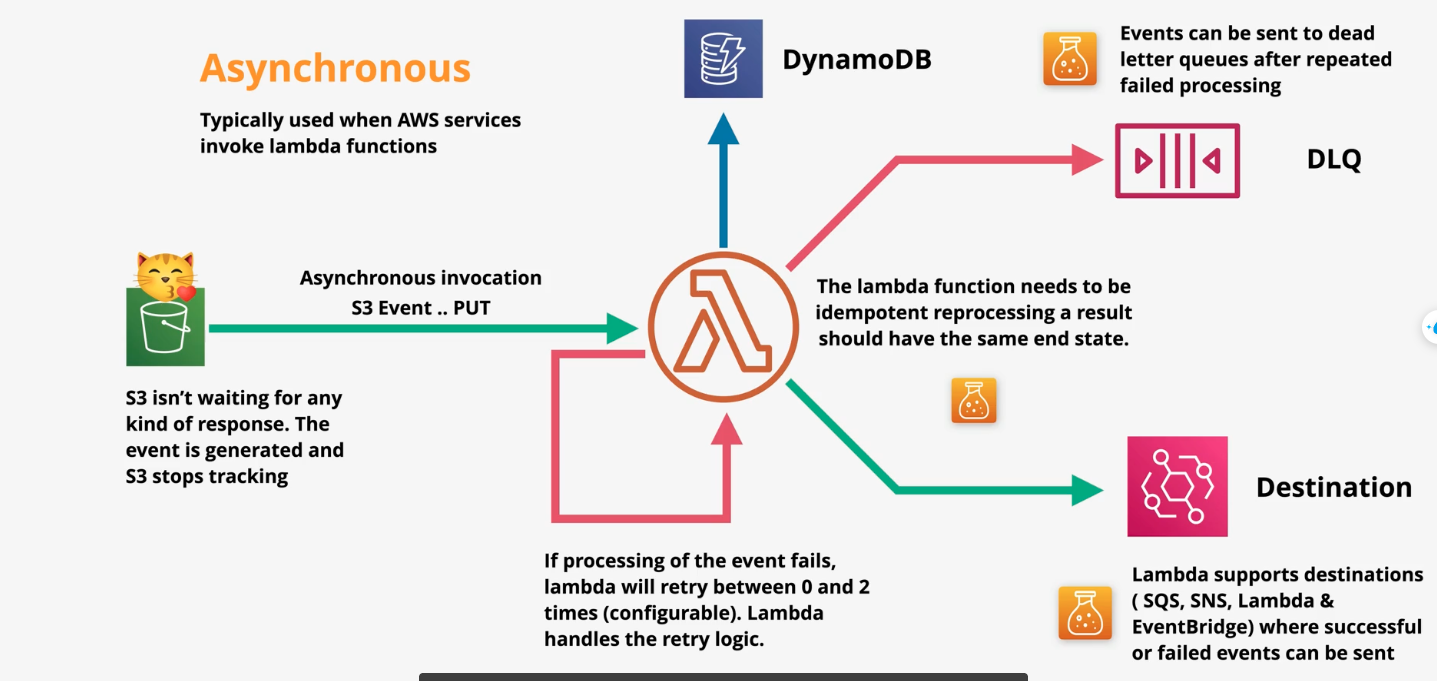 Asynchronous
Typically used when AWS services
invoke lambda functions
DynamoDB
Events can be sent to dead
letter queues after repeated
failed processing
DLQ
Asynchronous invocation
S3 Event .. PUT
S3 isn’t waiting for any
kind of response. The
event is generated and
S3 stops tracking
The lambda function needs to be
idempotent reprocessing a result
should have the same end state.
If processing of the event fails,
lambda will retry between 0 and 2
times (configurable). Lambda
handles the retry logic.
Destination
Lambda supports destinations
( SQS, SNS, Lambda &
EventBridge) where successful
or failed events can be sent